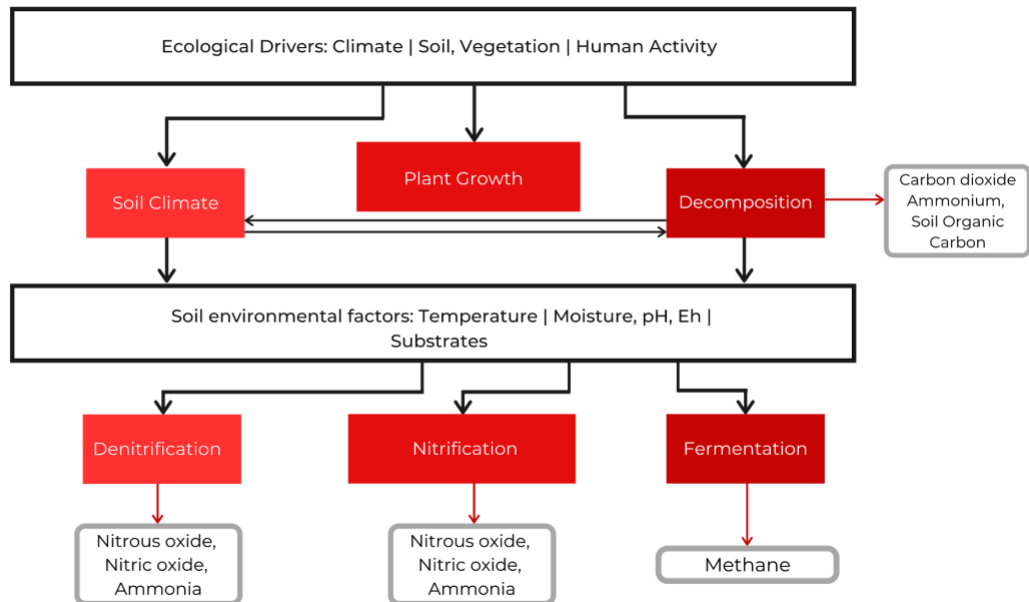 Ecological Drivers: Climate | Soil, Vegetation | Human Activity
Soil Climate
Plant Growth
Decomposition
Carbon dioxide
Ammonium,
Soil Organic
Carbon
Soil environmental factors: Temperature | Moisture, pH, Eh |
Substrates
Denitrification
Nitrification
Fermentation
Nitrous oxide,
Nitric oxide,
Ammonia
Nitrous oxide,
Nitric oxide,
Ammonia
Methane